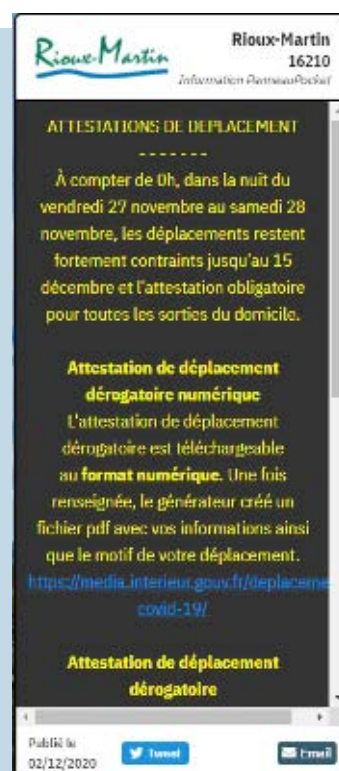 Rioux-Martin
Rioux-Martin
16210
Information PanneauPocket
ATTESTATIONS DE DEPLACEMENT
- - - - - - -
À compter de 0h, dans la nuit du
vendredi 27 novembre au samedi 28
novembre, les déplacements restent
fortement contraints jusqu'au 15
décembre et l'attestation obligatoire
pour toutes les sorties du domicile.
Attestation de déplacement
dérogatoire numérique
L'attestation de déplacement
dérogatoire est téléchargeable
au format numérique. Une fois
renseignée, le générateur créé un
fichier pdf avec vos informations ainsi
que le motif de votre déplacement.
https://media.interieur.gouv.fr/deplaceme
covid-19/
Attestation de déplacement
dérogatoire
Publié le
02/12/2020
Tweet
Email